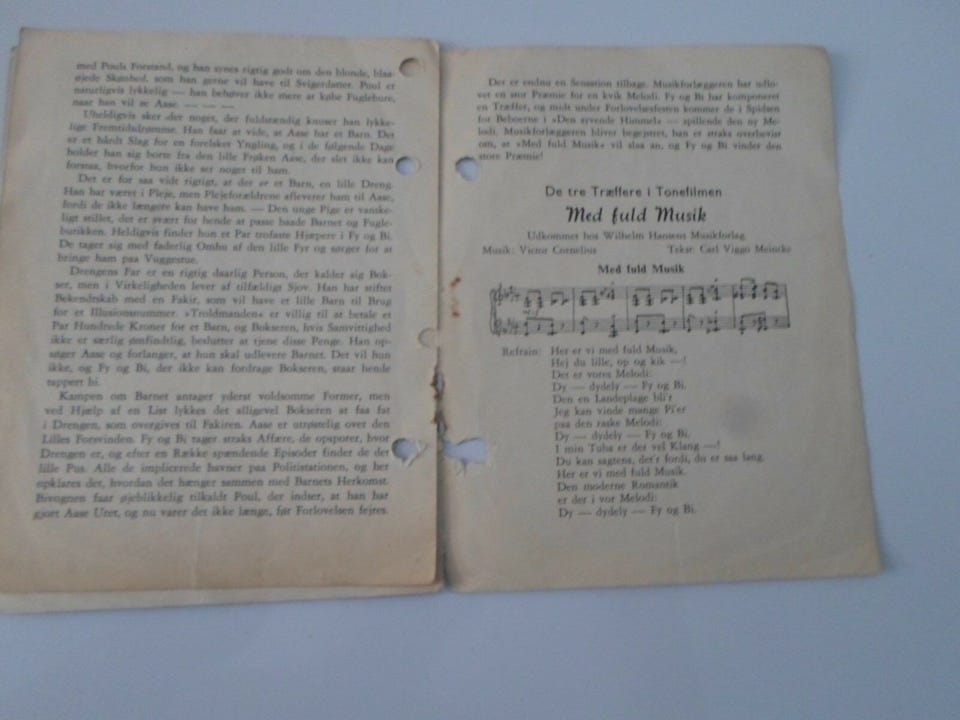 med Pouls Forstand, og han synes rigtig godt om den blonde, blaa-
øjede Skønhed, som han gerne vil have til Svigerdatter. Poul er
naturligvis lykkelig — han behøver ikke mere at købe Fuglebure,
naar han vil se Aase. — — —
Uheldigvis sker der noget, der fuldstændig knuser han lykke-
lige Fremtidsdrømme. Han faar at vide, at Aase har et Barn. Det
er et hårdt Slag for en forelsker Yngling, og i de følgende Dage
holder han sig borte fra den lille Frøken Aase, der slet ikke kan
forstaa, hvorfor hun ikke ser noget til ham.
Det er for saa vidt rigtigt, at der er et Barn, en lille Dreng.
Han har været i Pleje, men Plejeforældrene afleverer ham til Aase,
fordi de ikke længere kan have ham. — Den unge Pige er vanske-
ligt stillet, det er svært for hende at passe baade Barnet og Fugle-
butikken. Heldigvis finder hun et Par trofaste Hjæpere i Fy og Bi.
De tager sig med faderlig Omhu af den lille Fyr og sørger for at
bringe ham paa Vuggestue.
Drengens Far er en rigtig daarlig Person, der kalder sig Bok-
ser, men i Virkeligheden lever af tilfældigt Sjov. Han har stiftet
Bekendtskab med en Fakir, som vil have et lille Barn til Brug
for et Illusionsnummer. »Troldmanden« er villig til at betale et
Par Hundrede Kroner for et Barn, og Bokseren, hvis Samvittighed
ikke er særlig ømfindtlig, beslutter at tjene disse Penge. Han op-
søger Aase og forlanger, at hun skal udlevere Barnet. Det vil hun
ikke, og Fy og Bi, der ikke kan fordrage Bokseren, staar hende
tappert bi.
Kampen om Barnet antager yderst voldsomme Former, men
ved Hjælp af en List lykkes det alligevel Bokseren at faa fat
i Drengen, som overgives til Fakiren. Aase er utrøstelig over den
Lilles Forsvinden. Fy og Bi tager straks Affære, de opsporer, hvor
Drengen er, og efter en Række spændende Episoder finder de det
lille Pus. Alle de implicerede havner paa Politistationen, og her
opklares det, hvordan det hænger sammen med Barnets Herkomst.
Bivognen faar øjeblikkelig tilkaldt Poul, der indser, at han har
gjort Aase Uret, og nu varer det ikke længe, før Forlovelsen fejres.
Der er endnu en Sensation tilbage. Musikforlæggeren har udlo-
vet en stor Præmie for en kvik Melodi. Fy og Bi har komponeret
en Træffer, og midt under Forlovelsesfesten kommer de i Spidsen
for Beboerne i »Den syvende Himmel« — spillende den ny Me-
lodi. Musikforlæggeren bliver begejstret, han er straks overbevist
om, at »Med fuld Musik« vil slaa an, og Fy og Bi vinder den
store Præmie!
De tre Træffere i Tonefilmen
Med fuld Musik
Udkommet hos Wilhelm Hansens Musikforlag
Musik: Victor Cornelius Tekst: Carl Viggo Meincke
Med fuld Musik
Refrain: Her er vi med fuld Musik,
Hej du lille, op og kik —!
Det er vores Melodi:
Dy — dydely — Fy og Bi.
Den en Landeplage bli'r
Jeg kan vinde mange Pi'er
paa den raske Melodi:
Dy — dydely — Fy og Bi.
I min Tuba er der vel Klang —!
Du kan sagtens, det'r fordi, du er saa lang.
Her er vi med fuld Musik.
Den moderne Romantik
er der i vor Melodi:
Dy — dydely — Fy og Bi.